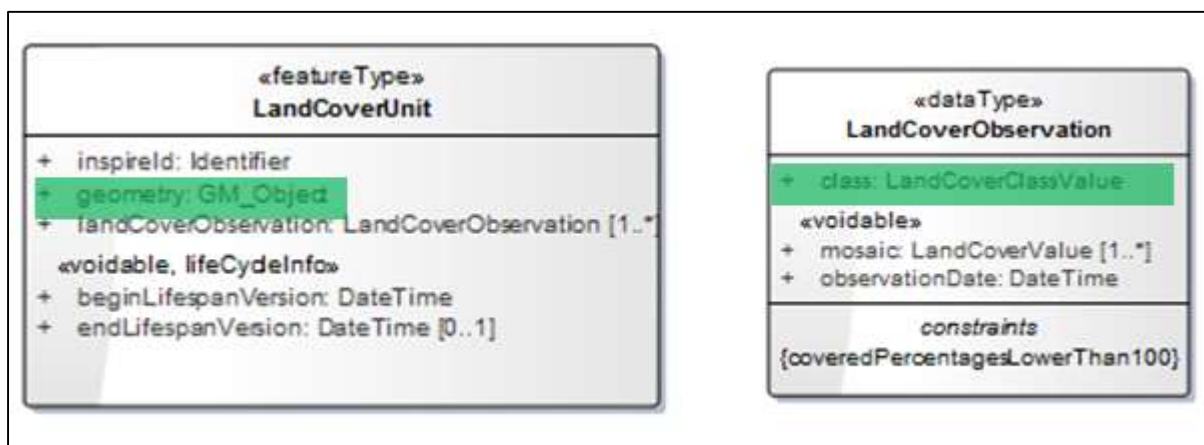 «featureType»
LandCoverUnit
+ inspireId: Identifier
+ geometry: GM_Object
+ landCoverObservation: LandCoverObservation [1..*]
«voidable, lifeCycleInfo»
+ beginLifespanVersion: DateTime
+ endLifespanVersion: DateTime [0..1]
«dataType»
LandCoverObservation
+ class: LandCoverClassValue
«voidable»
+ mosaic: LandCoverValue [1..*]
+ observationDate: DateTime
constraints
{coveredPercentagesLowerThan100}